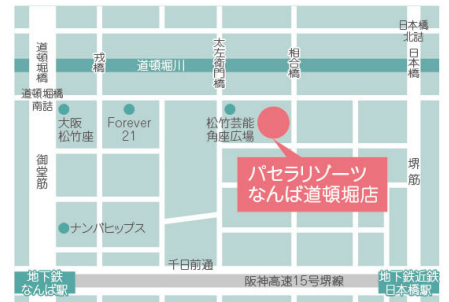 日本橋
北詰
道頓堀橋
戎橋
道頓堀川
太左衛門橋
相合橋
日本橋
道頓堀橋
南詰
大阪
松竹座
Forever
21
松竹芸能
角座広場
パセラリゾーツ
なんば道頓堀店
御堂筋
堺筋
ナンバヒップス
千日前通
地下鉄
なんば駅
阪神高速15号堺線
地下鉄近鉄
日本橋駅